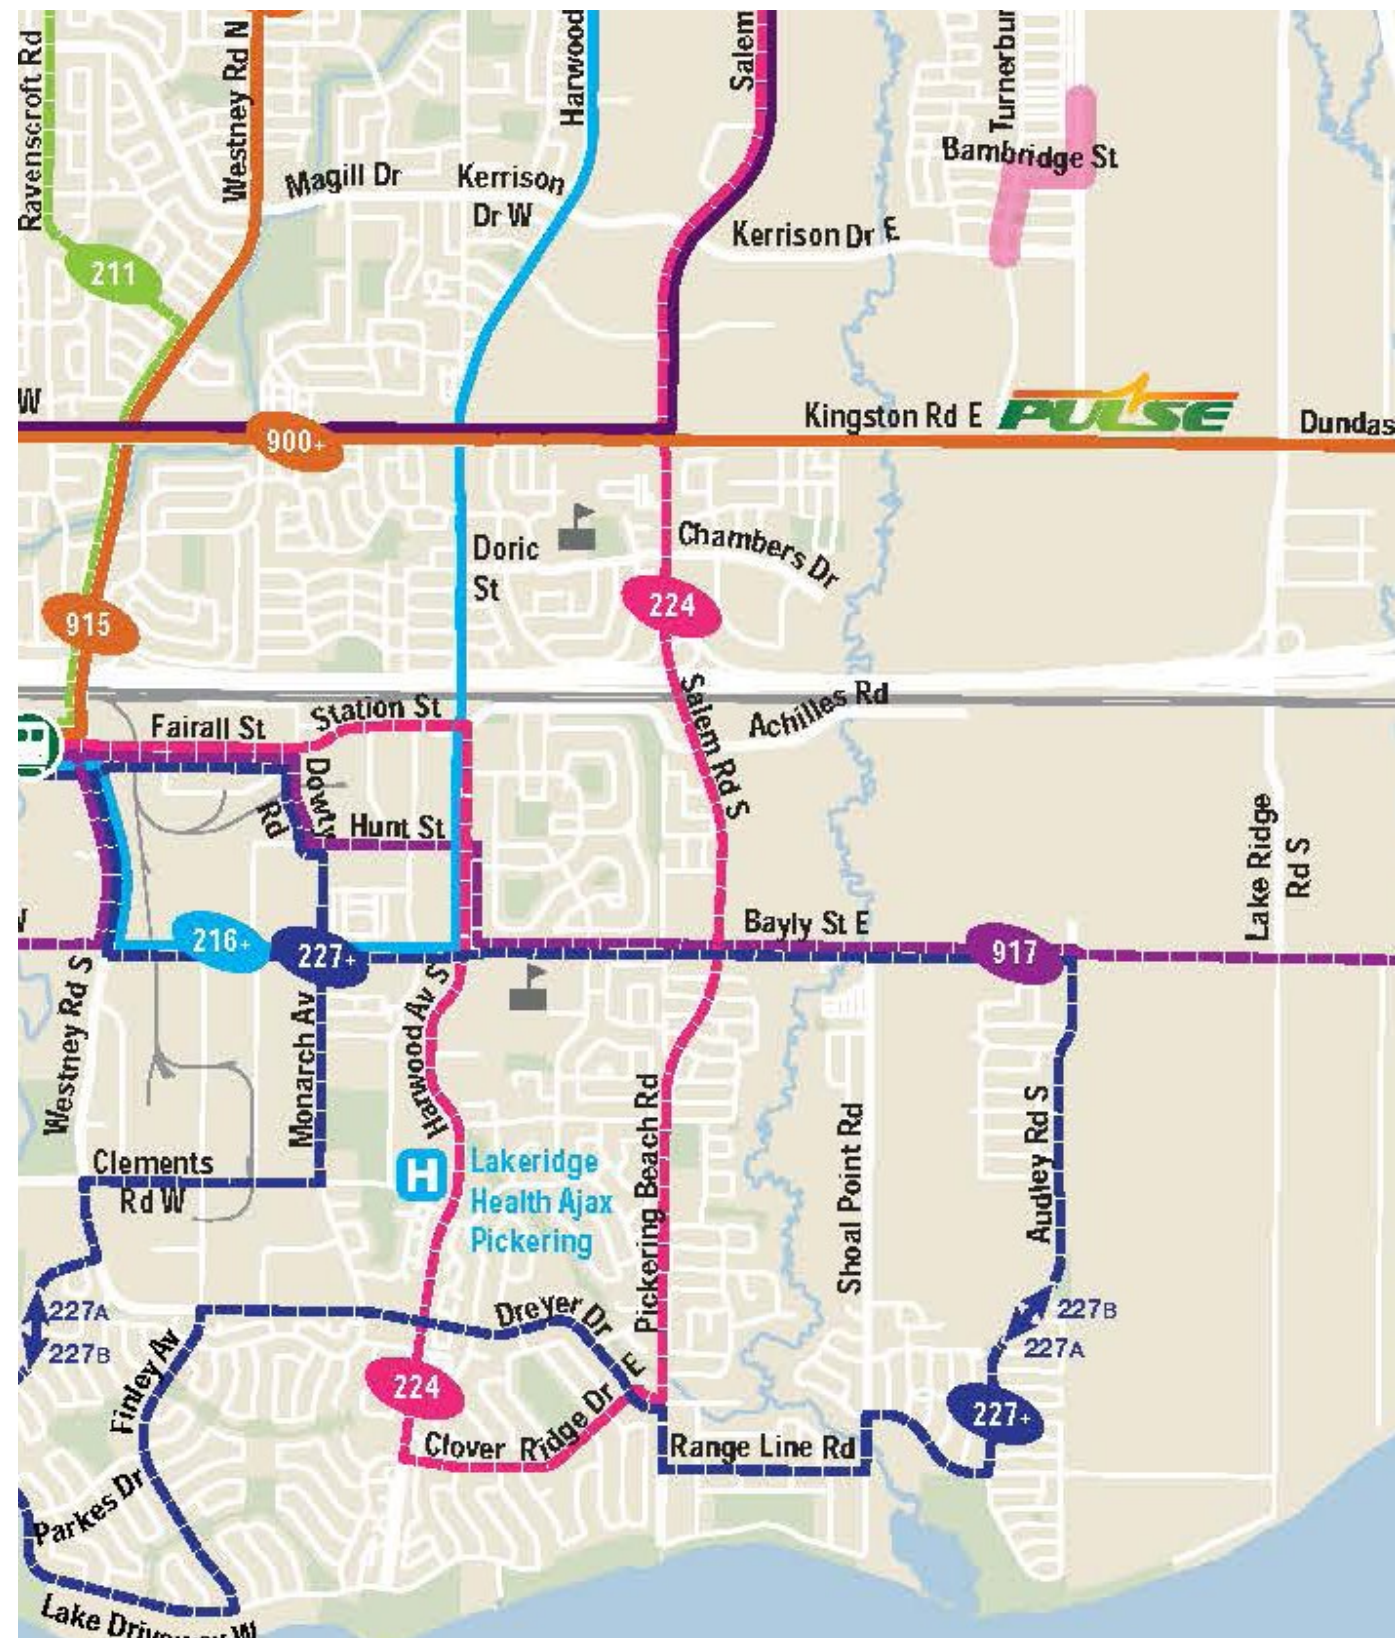 Ravenscroft Rd
Westney Rd N
Harwood
Salem
Turnerbur
Bambridge St
Magill Dr
Kerrison
Dr W
Kerrison Dr E
211
W
900+
Kingston Rd E
PULSE
Dundas
Doric
St
Chambers Dr
915
224
Station St
Fairall St
Salem Rd S
Achilles Rd
Dowty
Rd
Hunt St
Lake Ridge
Rd S
216+
227+
Bayly St E
917
Westney Rd S
Monarch Av
Harwood Av S
Pickering Beach Rd
Shoal Point Rd
Audley Rd S
Clements
Rd W
H
Lakeridge
Health Ajax
Pickering
227A
227B
Finley Av
Dreyer Dr E
227B
227A
224
227+
Clover Ridge Dr
Range Line Rd
Parkes Dr
Lake Driveway W